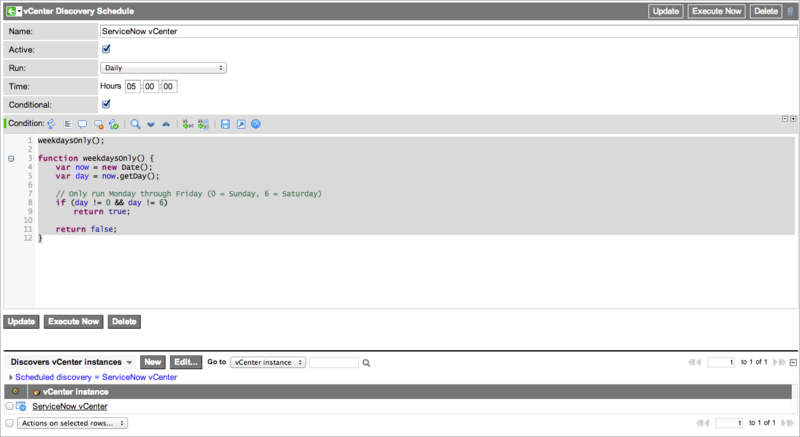 vCenter Discovery Schedule Update Execute Now Delete
Name: ServiceNow vCenter
Active:
Run: Daily
Time: Hours 05 : 00 : 00
Conditional:
Condition:
1 weekdaysOnly();
2
3 function weekdaysOnly() {
4 var now = new Date();
5 var day = now.getDay();
6
7 // Only run Monday through Friday (0 = Sunday, 6 = Saturday)
8 if (day != 0 && day != 6)
9 return true;
10
11 return false;
12 }
Update Execute Now Delete
Discovers vCenter instances New Edit... Go to vCenter instance 1 to 1 of 1
Scheduled discovery = ServiceNow vCenter
vCenter instance
ServiceNow vCenter
Actions on selected rows... 1 to 1 of 1